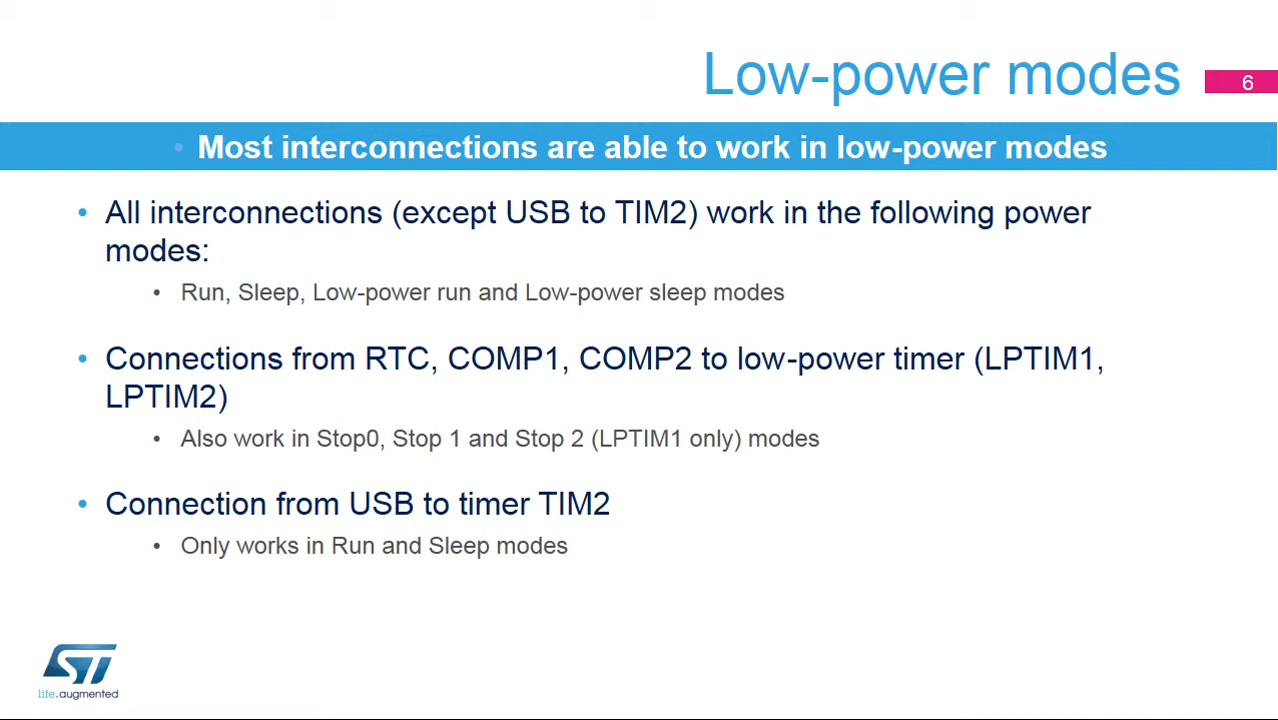 Low-power modes
6
• Most interconnections are able to work in low-power modes
• All interconnections (except USB to TIM2) work in the following power
modes:
• Run, Sleep, Low-power run and Low-power sleep modes
• Connections from RTC, COMP1, COMP2 to low-power timer (LPTIM1,
LPTIM2)
• Also work in Stop0, Stop 1 and Stop 2 (LPTIM1 only) modes
• Connection from USB to timer TIM2
• Only works in Run and Sleep modes
ST
life.augmented